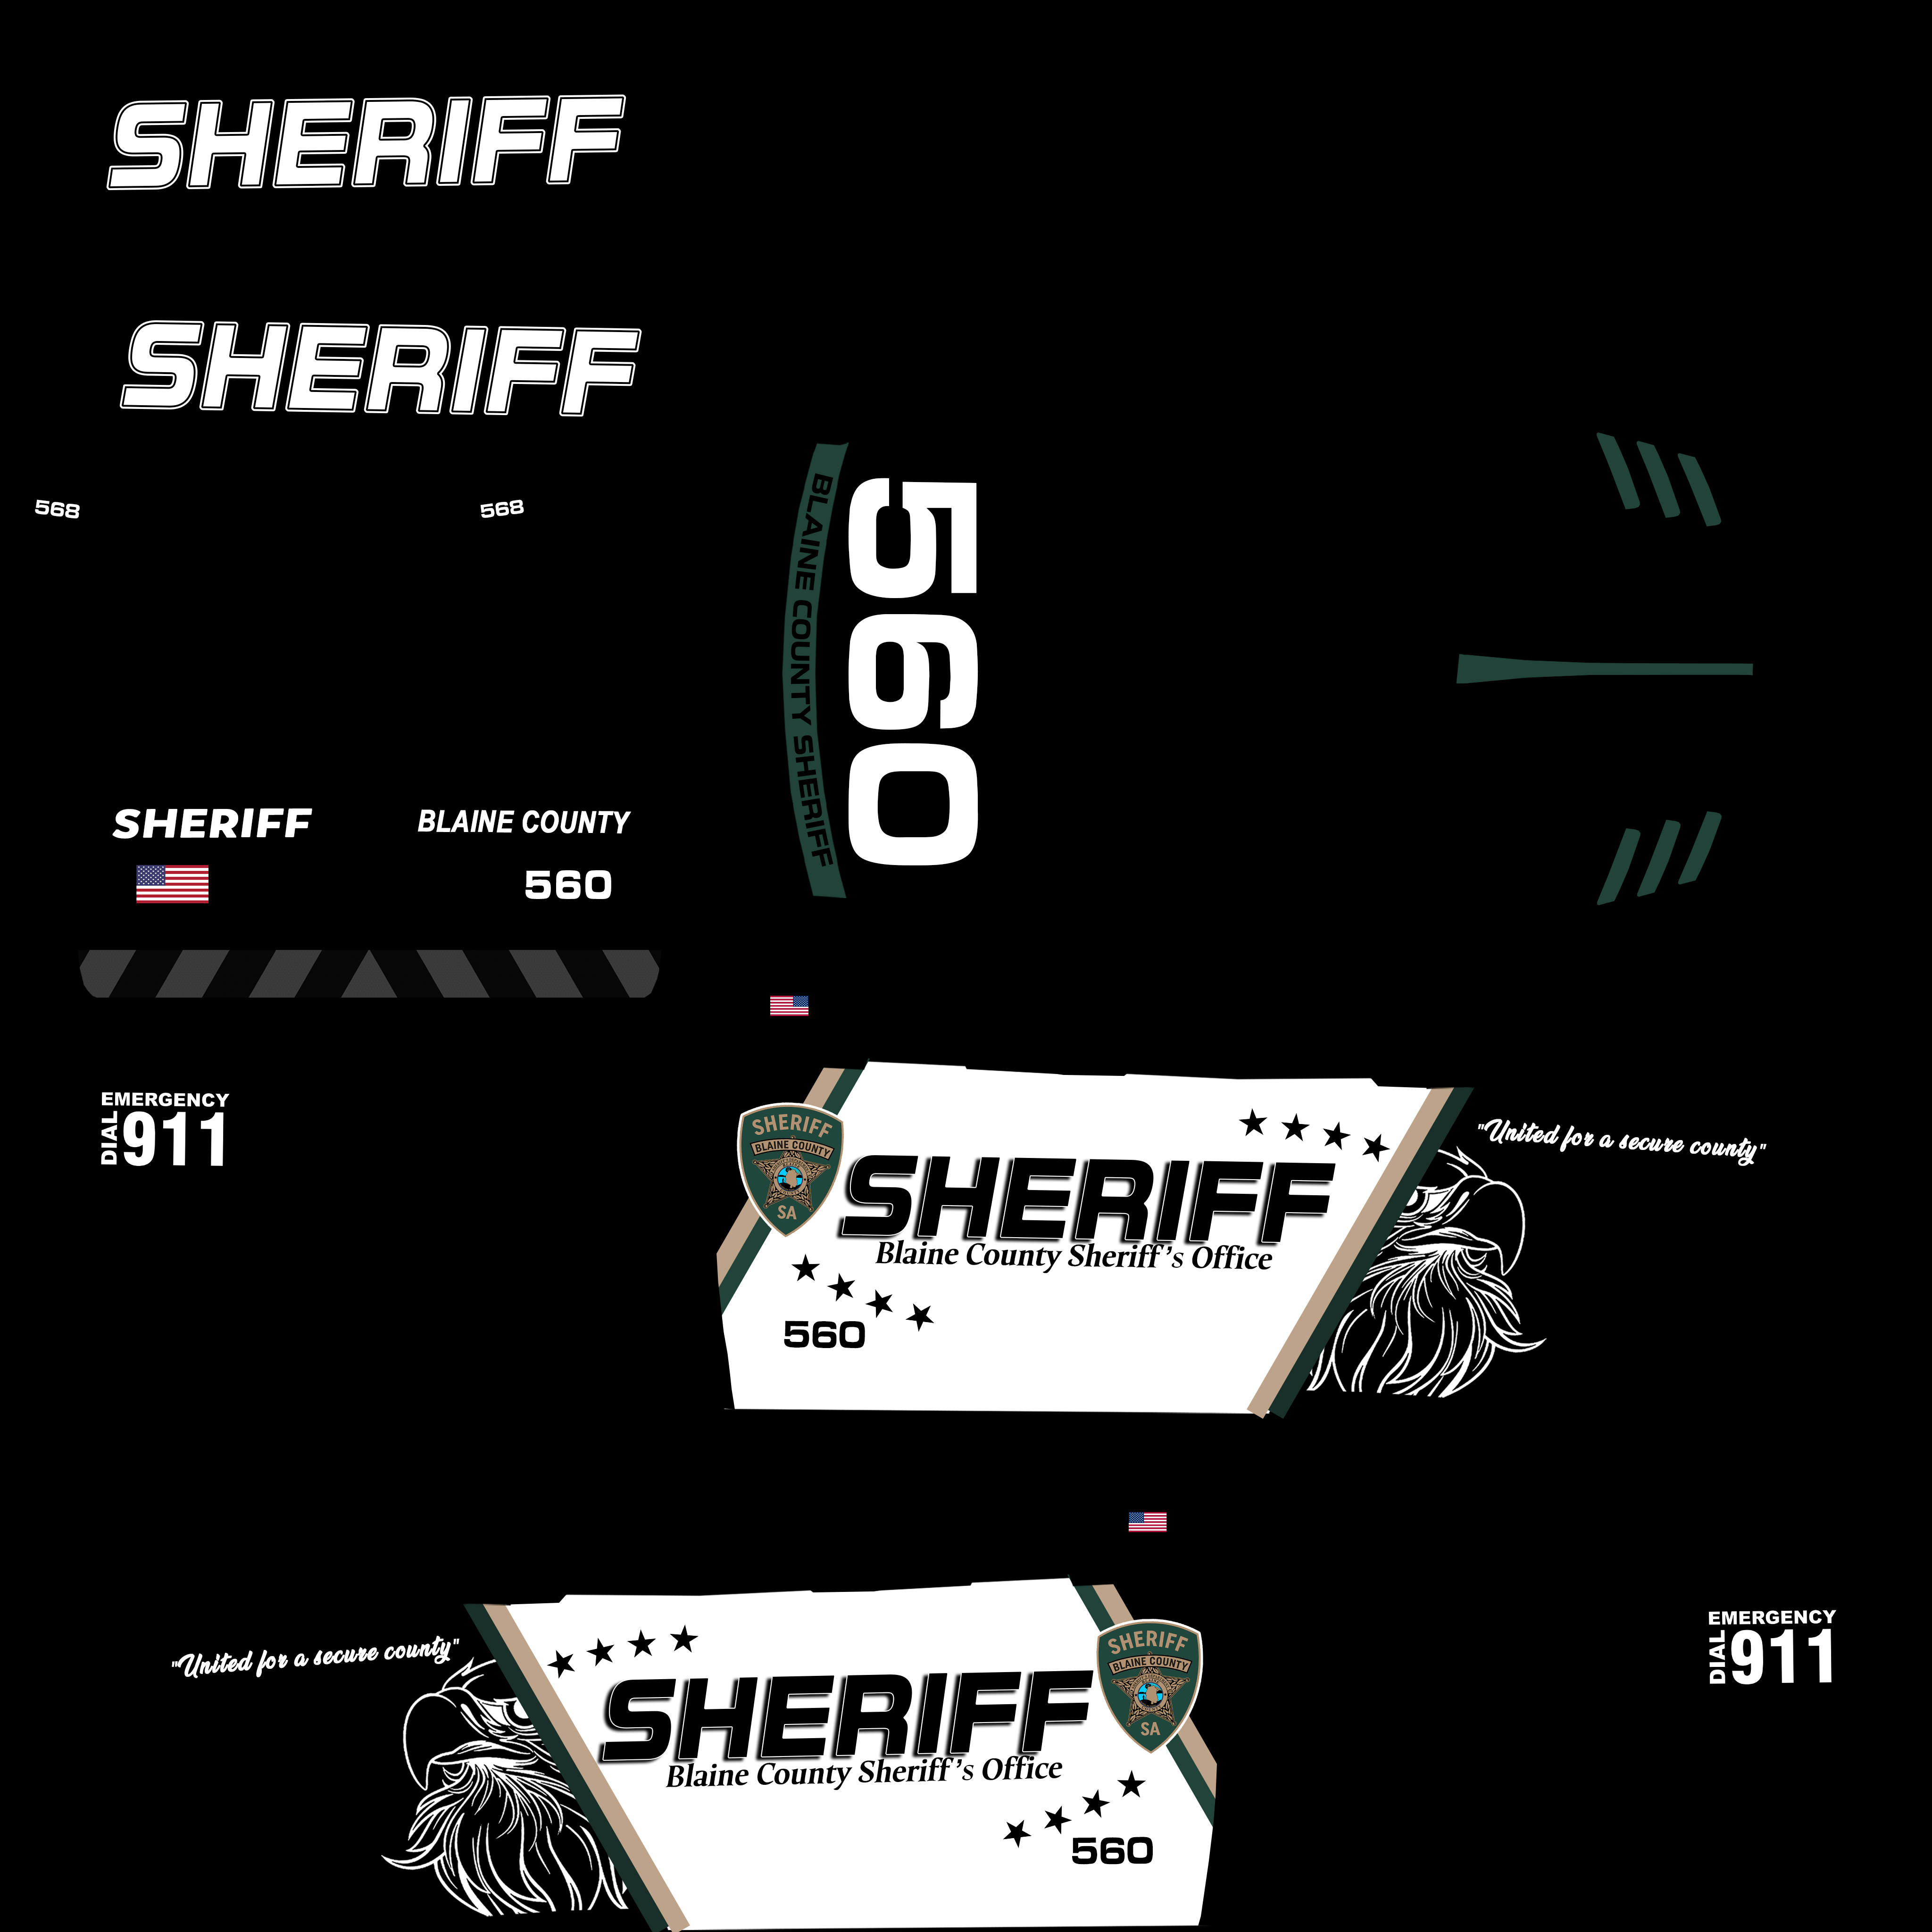 SHERIFF
SHERIFF
568
568
BLAINE COUNTY SHERIFF
560
SHERIFF
BLAINE COUNTY
560
EMERGENCY
DIAL
911
SHERIFF
BLAINE COUNTY
SA
SHERIFF
Blaine County Sheriff's Office
560
"United for a secure county"
"United for a secure county"
SHERIFF
Blaine County Sheriff's Office
SHERIFF
BLAINE COUNTY
SA
560
EMERGENCY
DIAL
911